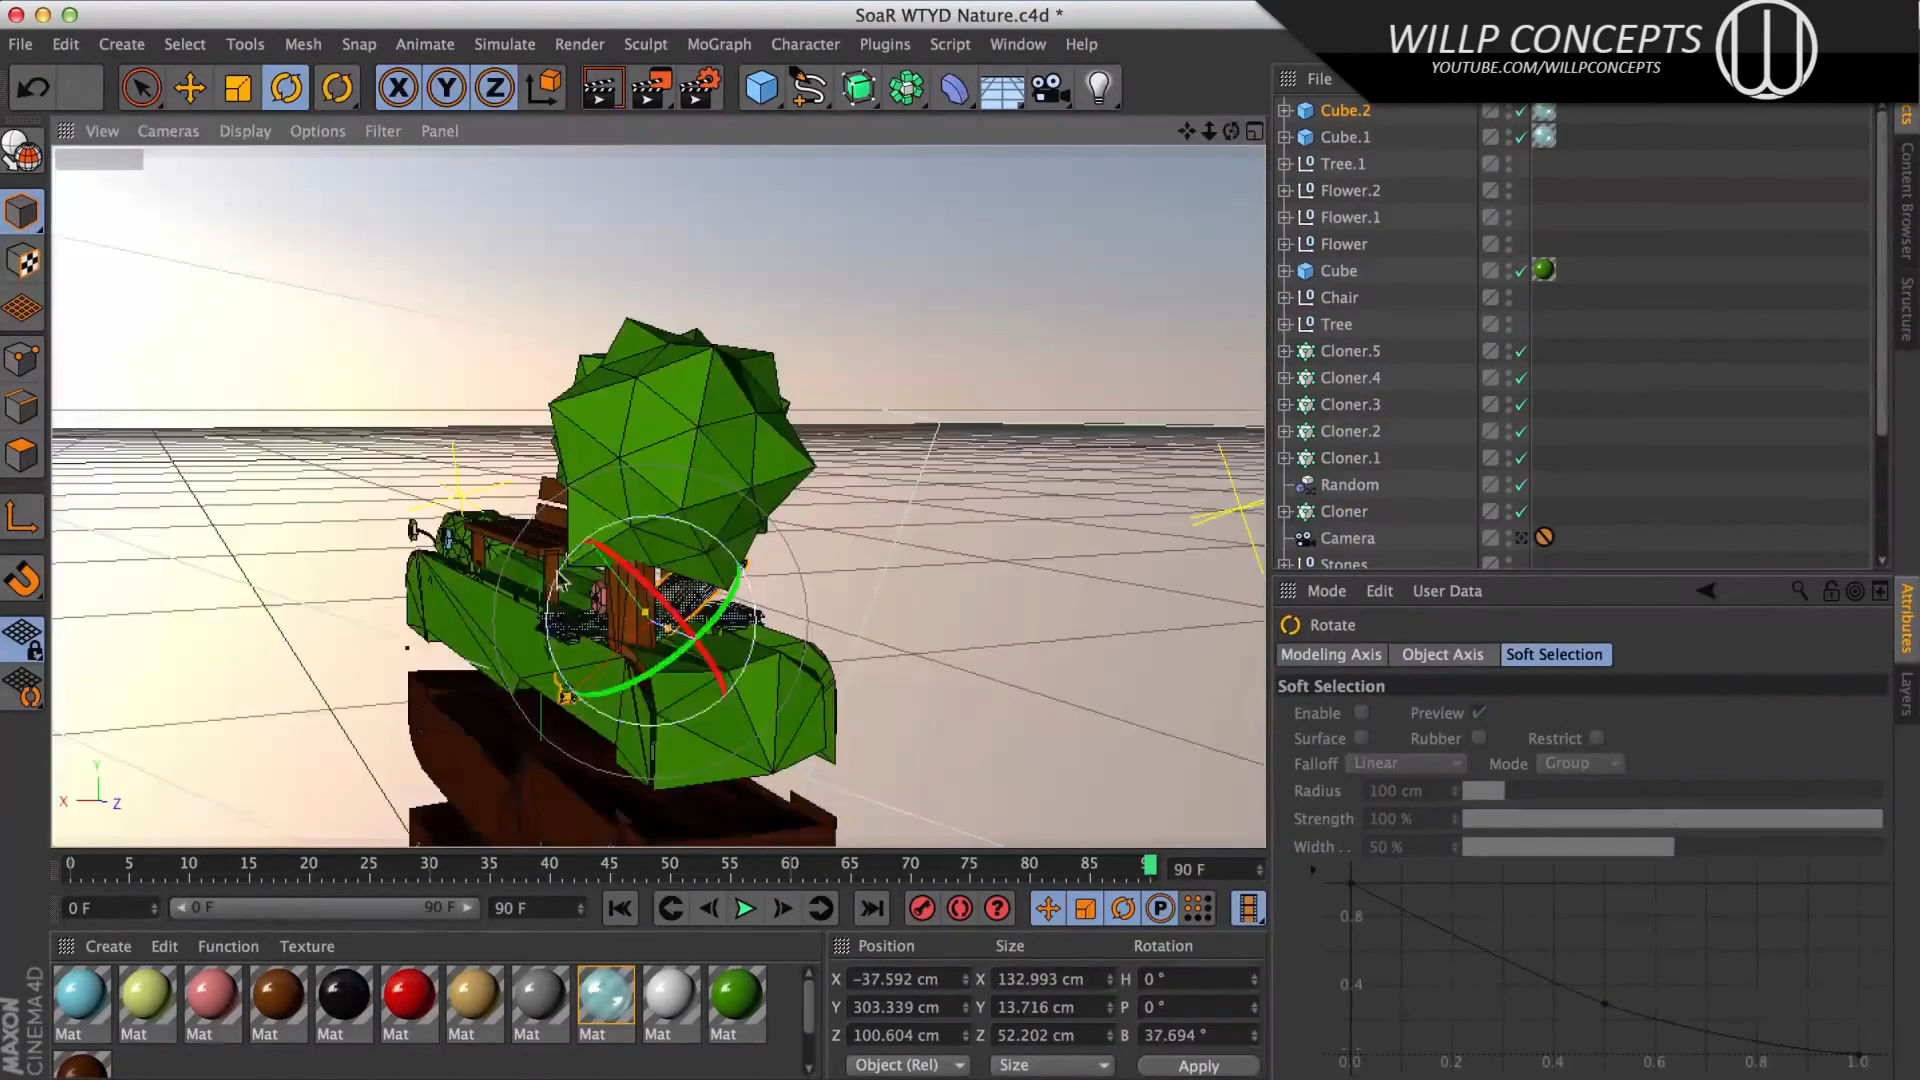 SoaR WTYD Nature.c4d *
WILLP CONCEPTS
YOUTUBE.COM/WILLPCONCEPTS
File Edit Create Select Tools Mesh Snap Animate Simulate Render Sculpt MoGraph Character Plugins Script Window Help
X Y Z
View Cameras Display Options Filter Panel
File
Cube.2
Cube.1
Tree.1
Flower.2
Flower.1
Flower
Cube
Chair
Tree
Cloner.5
Cloner.4
Cloner.3
Cloner.2
Cloner.1
Random
Cloner
Camera
Stones
Content Browser
Structure
Y
X Z
Mode Edit User Data
Rotate
Modeling Axis Object Axis Soft Selection
Soft Selection
Enable Preview
Surface Rubber Restrict
Falloff Linear Mode Group
Radius 100 cm
Strength 100 %
Width . . 50 %
0.8
0.4
0.0 0.2 0.4 0.6 0.8 1.0
Attributes
Layers
0 5 10 15 20 25 30 35 40 45 50 55 60 65 70 75 80 85 90 F
0 F 0 F 90 F 90 F
Create Edit Function Texture
Mat Mat Mat Mat Mat Mat Mat Mat Mat Mat Mat
MAXON
CINEMA 4D
Position Size Rotation
X -37.592 cm X 132.993 cm H 0 °
Y 303.339 cm Y 13.716 cm P 0 °
Z 100.604 cm Z 52.202 cm B 37.694 °
Object (Rel) Size Apply